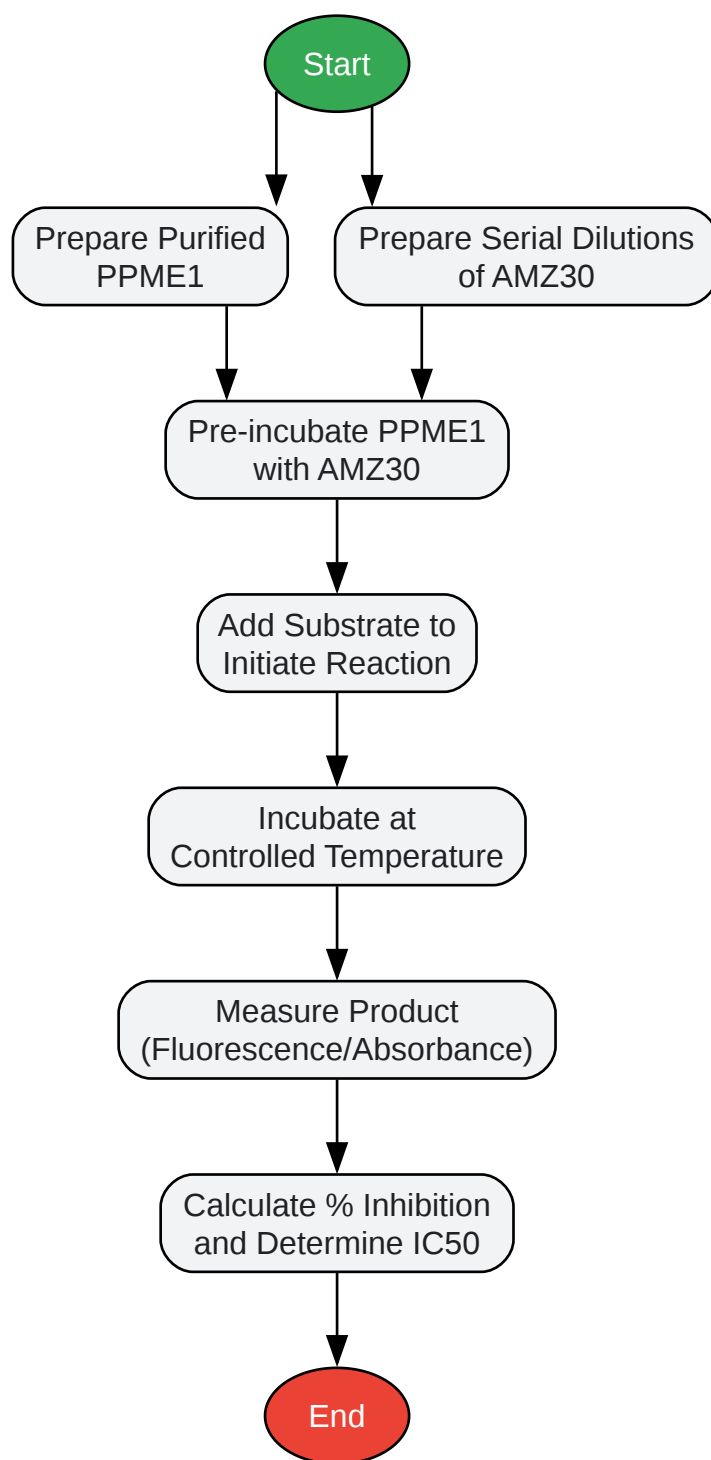 Start
Prepare Purified
PPME1
Prepare Serial Dilutions
of AMZ30
Pre-incubate PPME1
with AMZ30
Add Substrate to
Initiate Reaction
Incubate at
Controlled Temperature
Measure Product
(Fluorescence/Absorbance)
Calculate % Inhibition
and Determine IC50
End